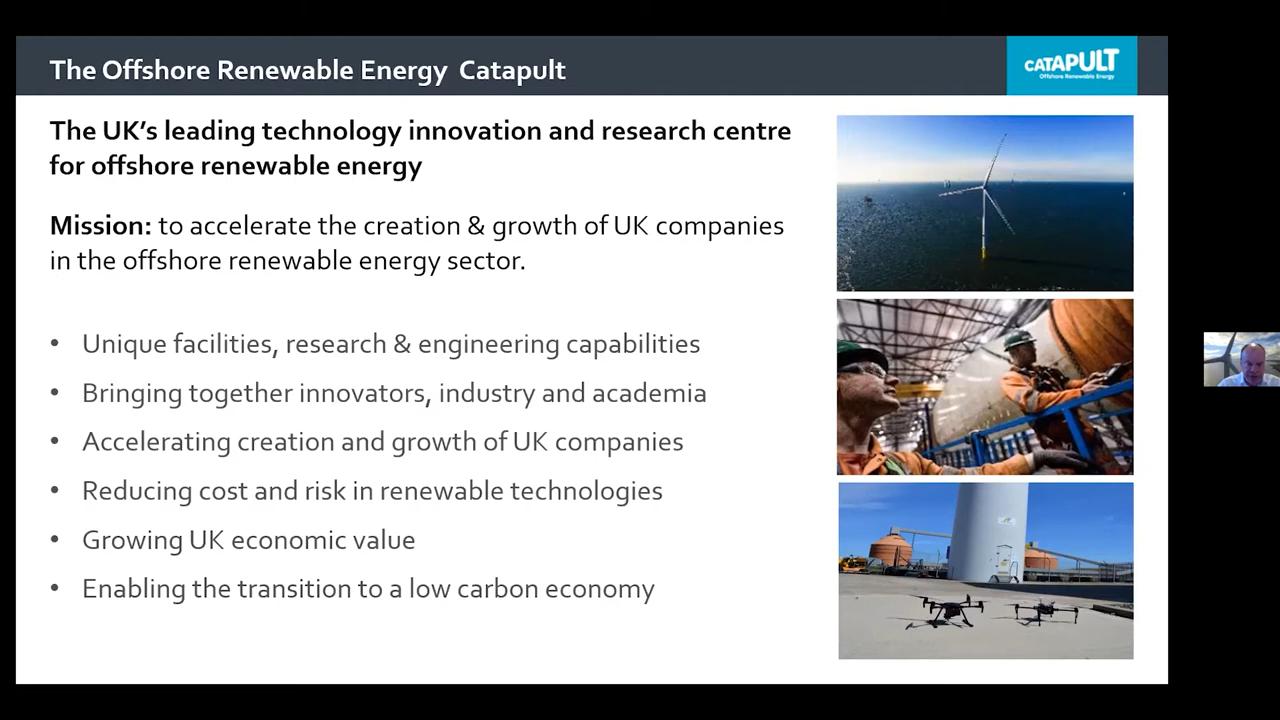 The Offshore Renewable Energy Catapult
CATAPULT
Offshore Renewable Energy
The UK's leading technology innovation and research centre
for offshore renewable energy
Mission: to accelerate the creation & growth of UK companies
in the offshore renewable energy sector.
• Unique facilities, research & engineering capabilities
• Bringing together innovators, industry and academia
• Accelerating creation and growth of UK companies
• Reducing cost and risk in renewable technologies
• Growing UK economic value
• Enabling the transition to a low carbon economy